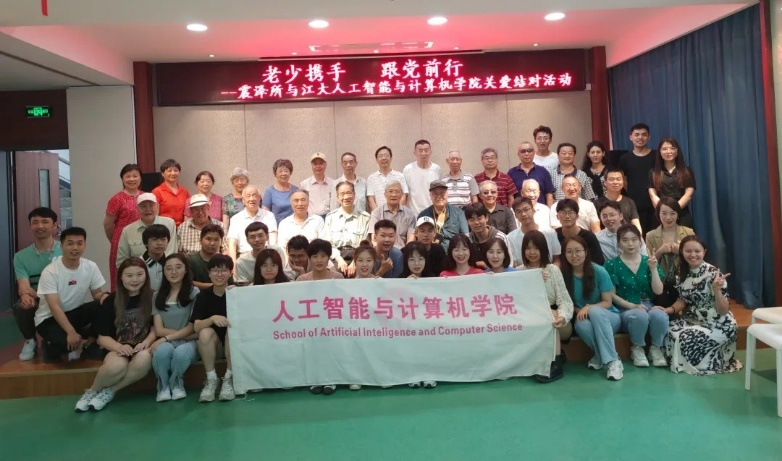 老少携手 跟党前行
--震泽所与江大人工智能与计算机学院关爱结对活动
人工智能与计算机学院
School of Artificial Inteligence and Computer Science